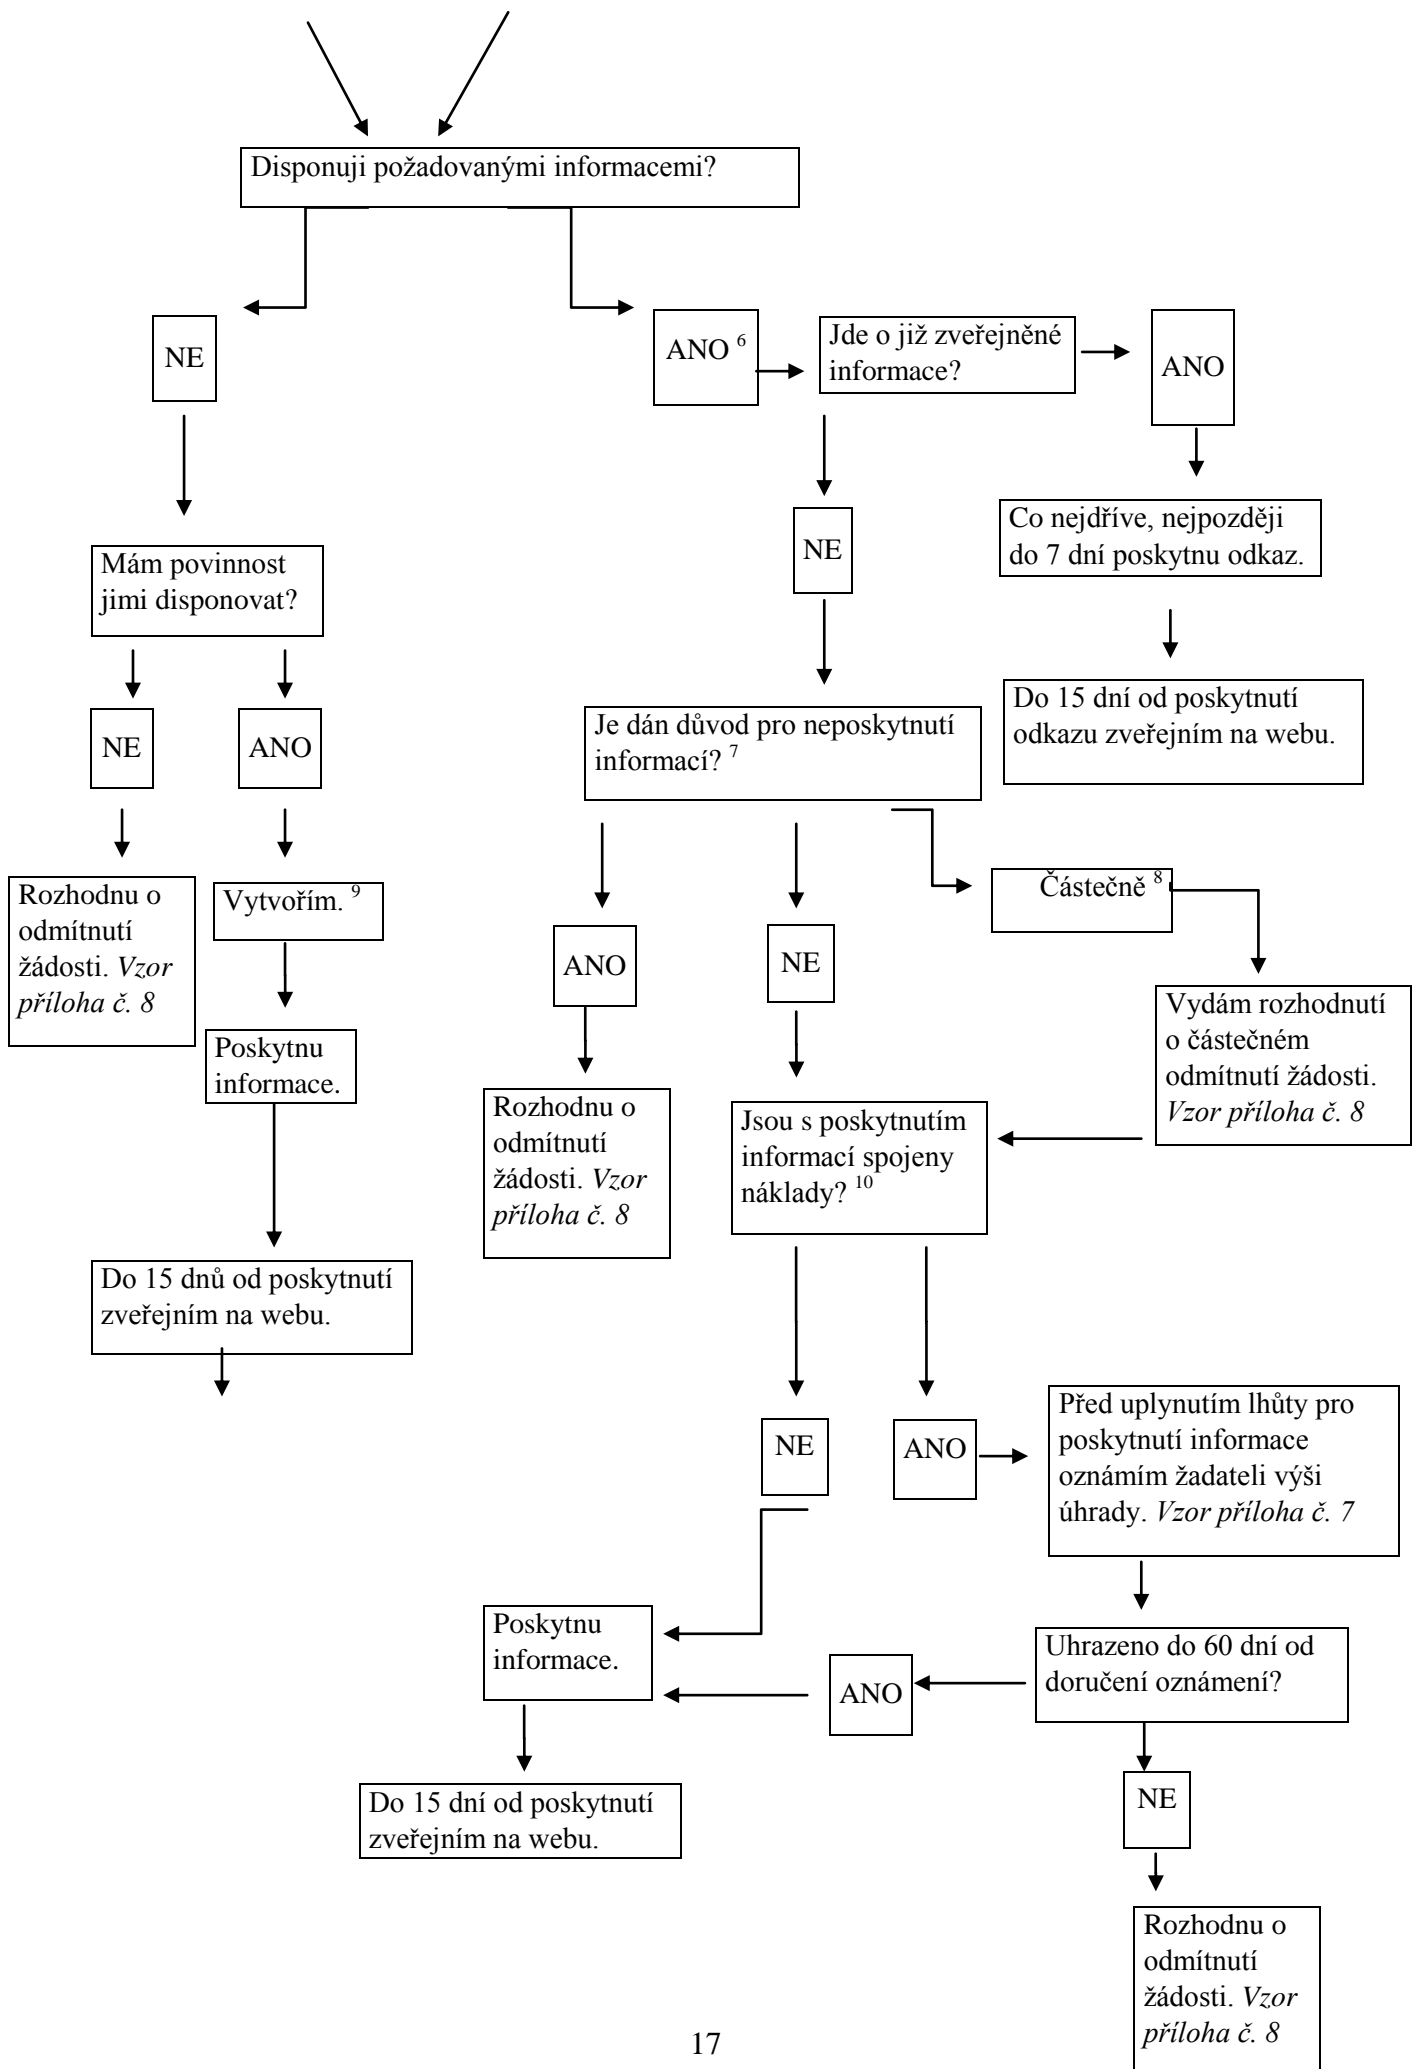 Disponuji požadovanými informacemi?
NE
ANO 6
Jde o již zveřejněné
informace?
ANO
Mám povinnost
jimi disponovat?
NE
Co nejdříve, nejpozději
do 7 dní poskytnu odkaz.
NE
ANO
Je dán důvod pro neposkytnutí
informací? 7
Do 15 dní od poskytnutí
odkazu zveřejním na webu.
Rozhodnu o
odmítnutí
žádosti. Vzor
příloha č. 8
Vytvořím. 9
ANO
NE
Částečně 8
Poskytnu
informace.
Rozhodnu o
odmítnutí
žádosti. Vzor
příloha č. 8
Jsou s poskytnutím
informací spojeny
náklady? 10
Vydám rozhodnutí
o částečném
odmítnutí žádosti.
Vzor příloha č. 8
Do 15 dnů od poskytnutí
zveřejním na webu.
NE
ANO
Před uplynutím lhůty pro
poskytnutí informace
oznámím žadateli výši
úhrady. Vzor příloha č. 7
Poskytnu
informace.
ANO
Uhrazeno do 60 dní od
doručení oznámení?
Do 15 dní od poskytnutí
zveřejním na webu.
NE
Rozhodnu o
odmítnutí
žádosti. Vzor
příloha č. 8
17